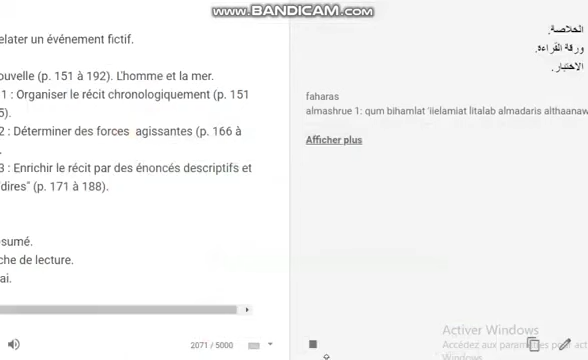 WWW.BANDICAM.COM
elater un événement fictif.
ouvelle (p. 151 à 192). L'homme et la mer.
1 : Organiser le récit chronologiquement (p. 151
5).
2 : Déterminer des forces agissantes (p. 166 à
.
3 : Enrichir le récit par des énoncés descriptifs et
dires" (p. 171 à 188).
ésumé.
che de lecture.
ai.
2071 / 5000
الخلاصة.
ورقة القراءة.
الاختبار.
faharas
almashrue 1: qum bihamlat 'iielamiat litalab almadaris althaanaw
Afficher plus
Activer Windows
Accédez aux paramètres pour act
Windows.